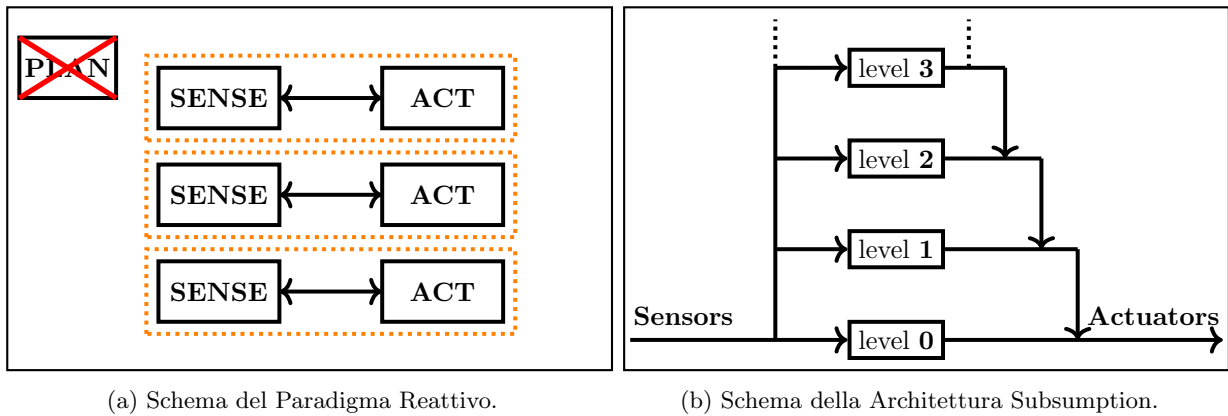 PLAN
SENSE ACT
SENSE ACT
SENSE ACT
(a) Schema del Paradigma Reattivo.
level 3
level 2
level 1
Sensors
Actuators
level 0
(b) Schema della Architettura Subsumption.